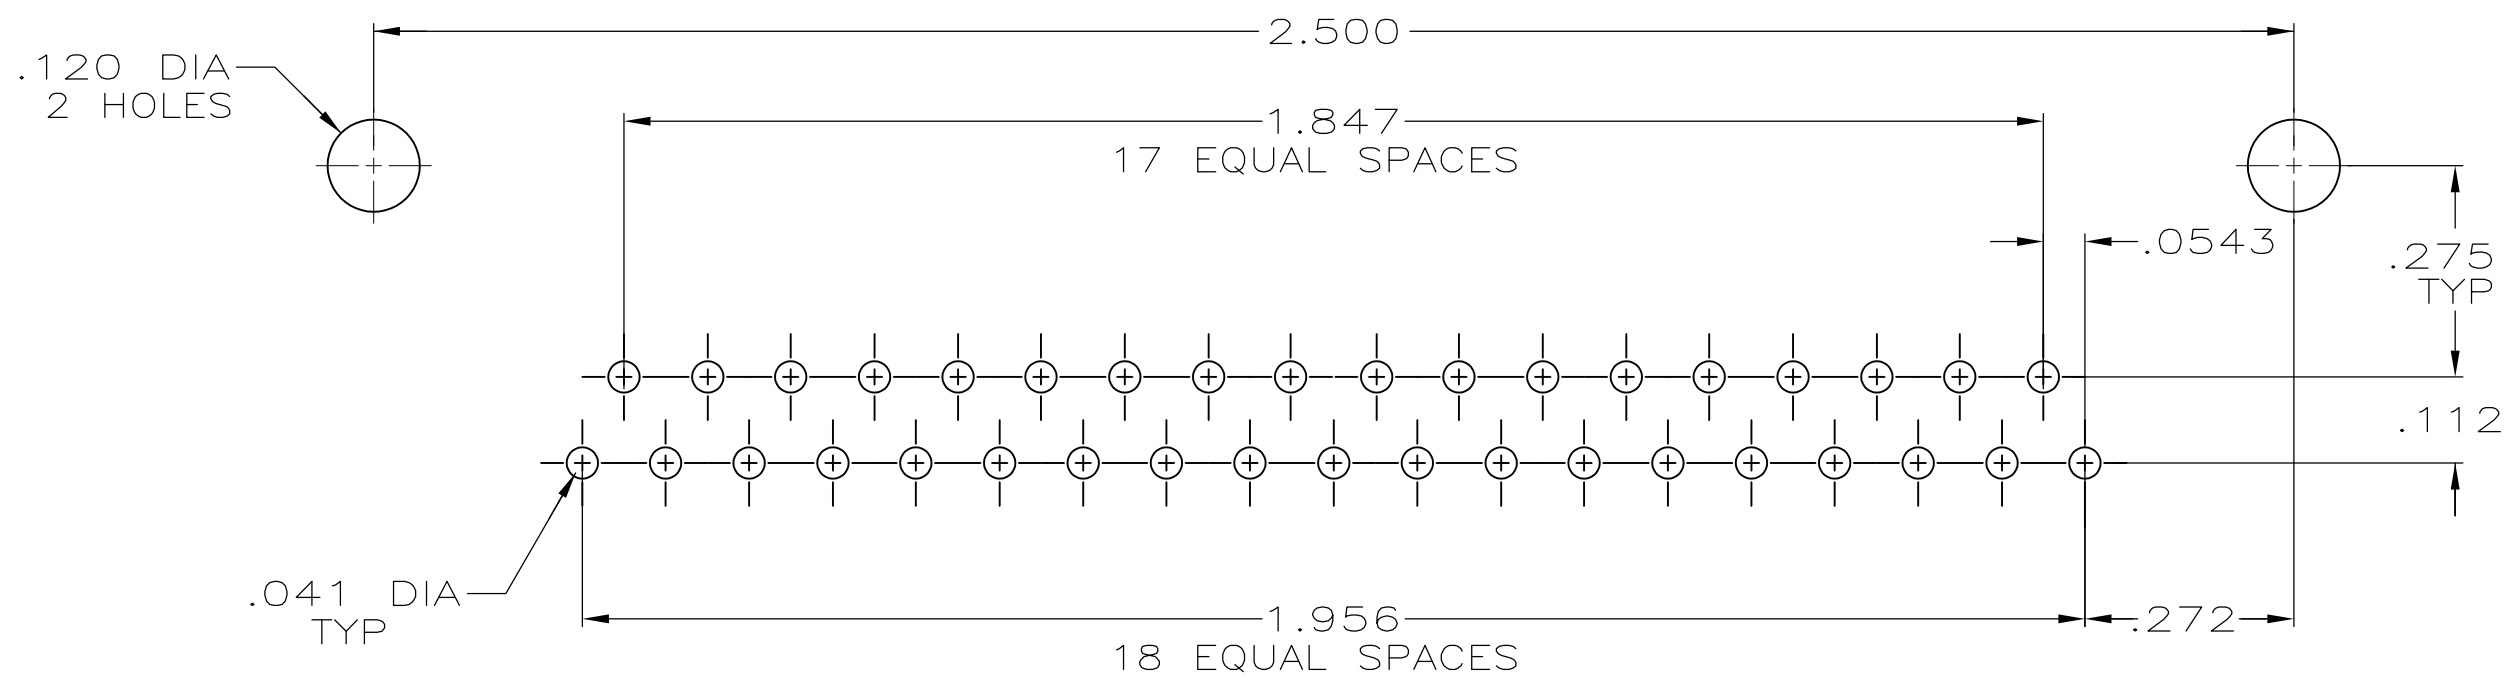 2.500
.120 DIA
2 HOLES
1.847
17 EQUAL SPACES
.0543
.275
TYP
.112
.041 DIA
TYP
1.956
18 EQUAL SPACES
.272